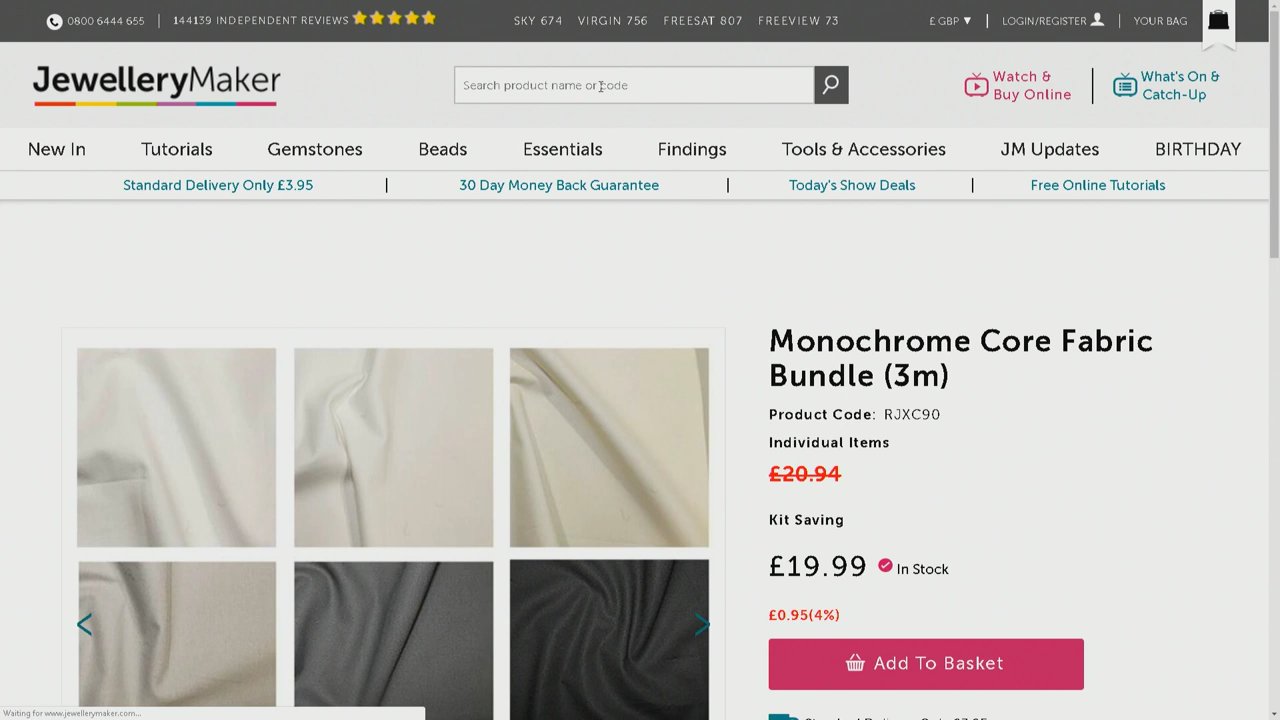 0800 6444 655
144139 INDEPENDENT REVIEWS
SKY 674 VIRGIN 756 FREESAT 807 FREEVIEW 73
£ GBP ▼
LOGIN/REGISTER
YOUR BAG
JewelleryMaker
Search product name or code
Watch &
Buy Online
What's On &
Catch-Up
New In Tutorials Gemstones Beads Essentials Findings Tools & Accessories JM Updates BIRTHDAY
Standard Delivery Only £3.95 | 30 Day Money Back Guarantee | Today's Show Deals | Free Online Tutorials
Monochrome Core Fabric
Bundle (3m)
Product Code: RJXC90
Individual Items
£20.94
Kit Saving
£19.99 In Stock
£0.95(4%)
Add To Basket
Waiting for www.jewellerymaker.com...